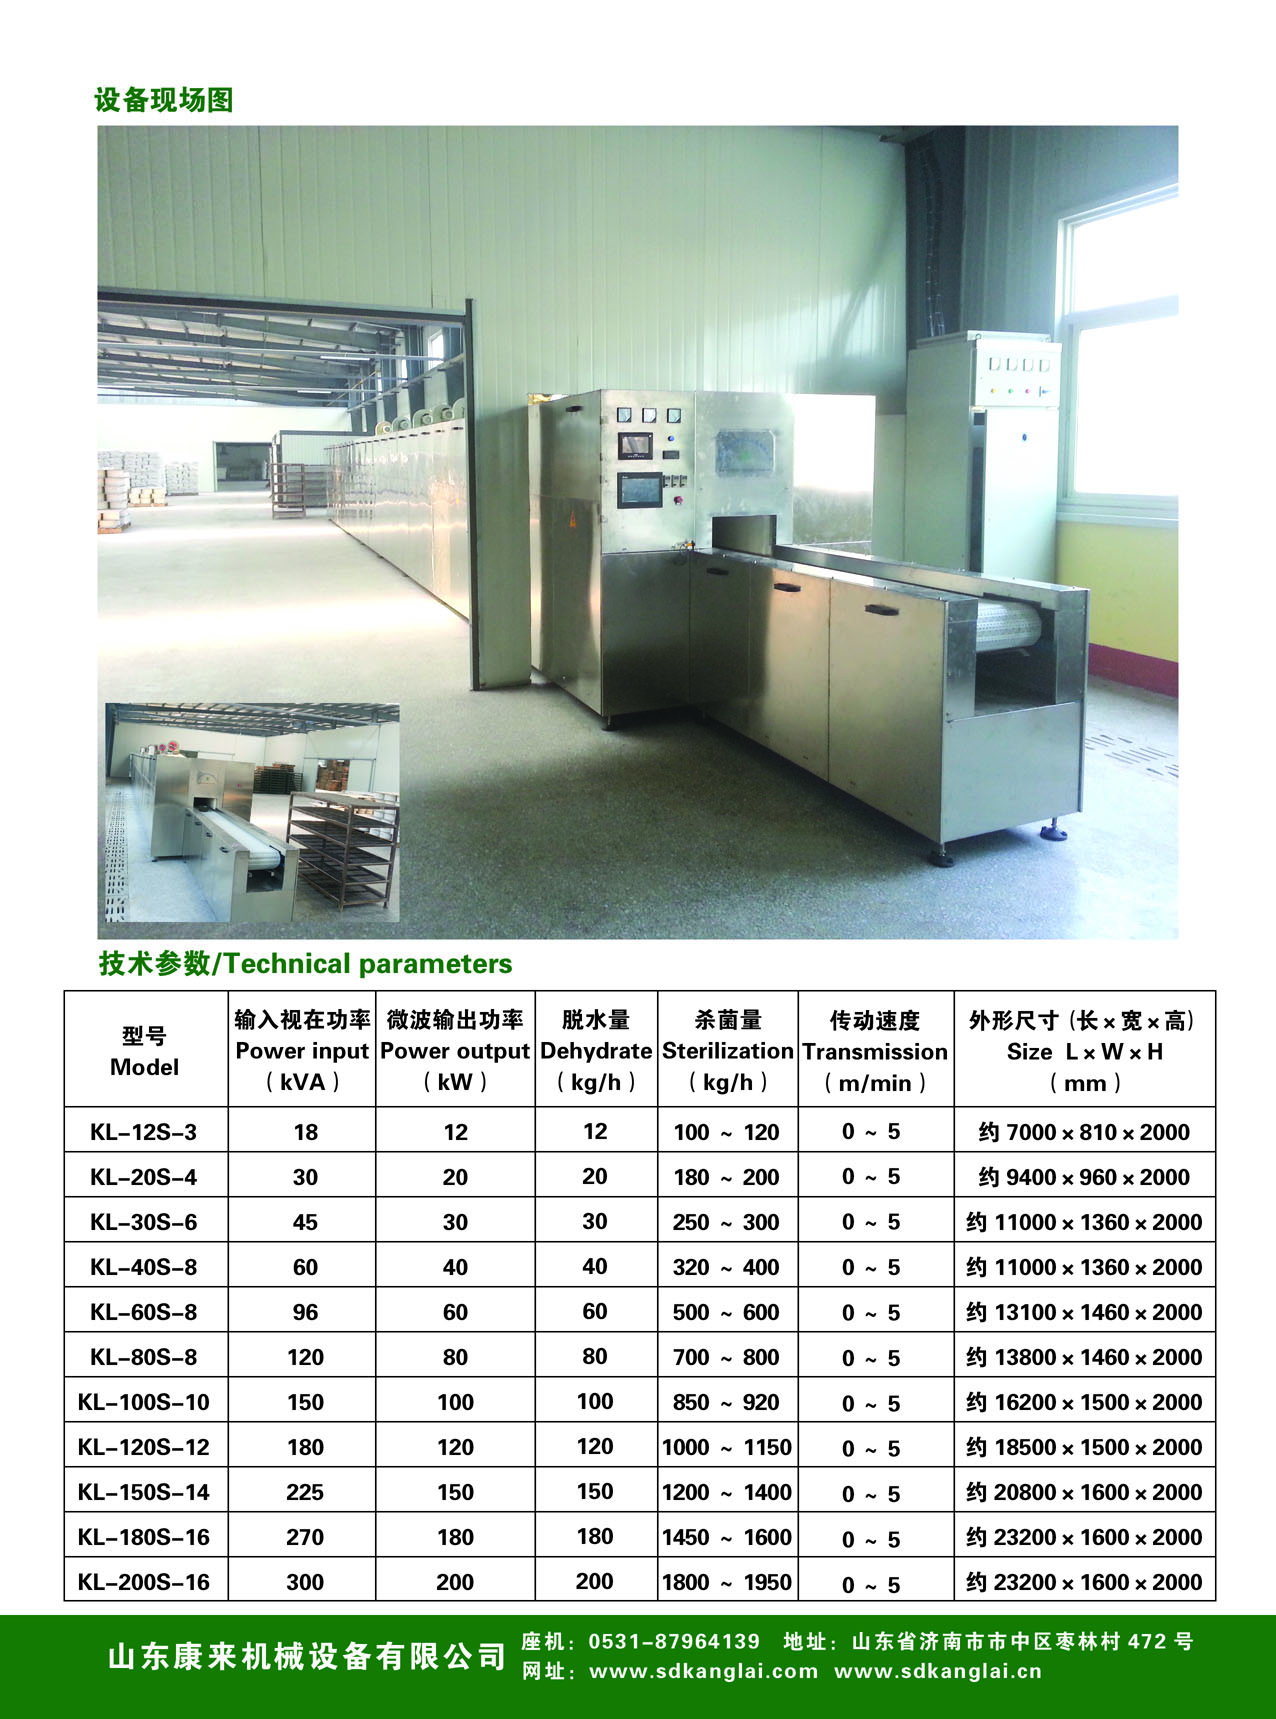 设备现场图
技术参数/Technical parameters
型号 Model 输入视在功率 Power input (kVA) 微波输出功率 Power output (kW) 脱水量 Dehydrate (kg/h) 杀菌量 Sterilization (kg/h) 传动速度 Transmission (m/min) 外形尺寸 (长×宽×高) Size L×W×H (mm)
KL-12S-3 18 12 12 100 ~ 120 0 ~ 5 约 7000×810×2000
KL-20S-4 30 20 20 180 ~ 200 0 ~ 5 约 9400×960×2000
KL-30S-6 45 30 30 250 ~ 300 0 ~ 5 约 11000×1360×2000
KL-40S-8 60 40 40 320 ~ 400 0 ~ 5 约 11000×1360×2000
KL-60S-8 96 60 60 500 ~ 600 0 ~ 5 约 13100×1460×2000
KL-80S-8 120 80 80 700 ~ 800 0 ~ 5 约 13800×1460×2000
KL-100S-10 150 100 100 850 ~ 920 0 ~ 5 约 16200×1500×2000
KL-120S-12 180 120 120 1000 ~ 1150 0 ~ 5 约 18500×1500×2000
KL-150S-14 225 150 150 1200 ~ 1400 0 ~ 5 约 20800×1600×2000
KL-180S-16 270 180 180 1450 ~ 1600 0 ~ 5 约 23200×1600×2000
KL-200S-16 300 200 200 1800 ~ 1950 0 ~ 5 约 23200×1600×2000
山东康来机械设备有限公司
座机：0531-87964139 地址：山东省济南市市中区枣林村 472 号
网址：www.sdkanglai.com www.sdkanglai.cn